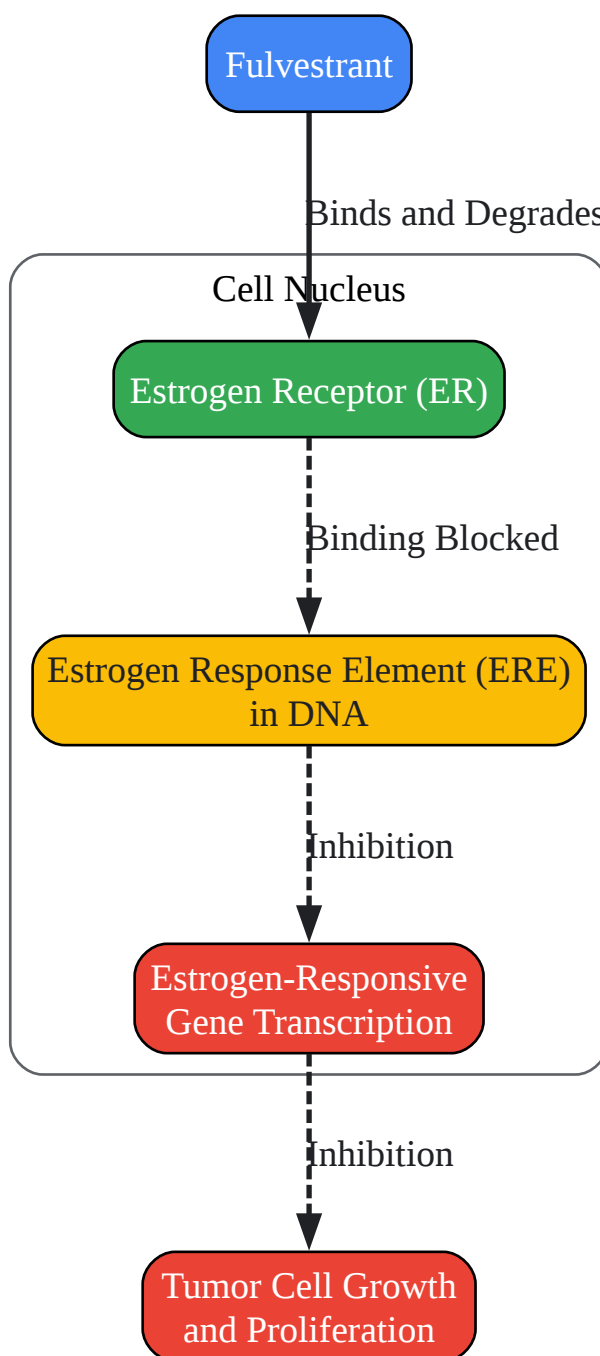 Fulvestrant
Binds and Degrades
Cell Nucleus
Estrogen Receptor (ER)
Binding Blocked
Estrogen Response Element (ERE)
in DNA
Inhibition
Estrogen-Responsive
Gene Transcription
Inhibition
Tumor Cell Growth
and Proliferation